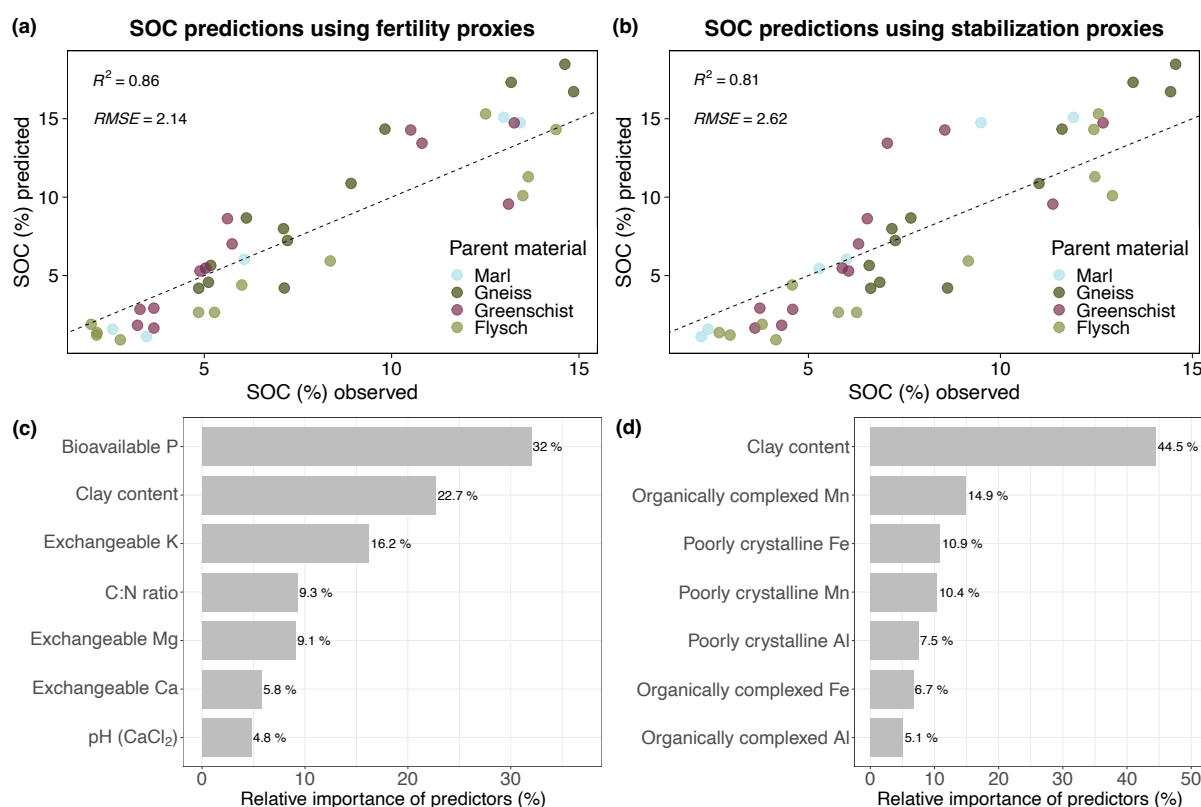 (a) SOC predictions using fertility proxies
R² = 0.86
RMSE = 2.14
15
10
5
SOC (%) predicted
Parent material
Marl
Gneiss
Greenschist
Flysch
5 10 15
SOC (%) observed
(b) SOC predictions using stabilization proxies
R² = 0.81
RMSE = 2.62
15
10
5
SOC (%) predicted
Parent material
Marl
Gneiss
Greenschist
Flysch
5 10 15
SOC (%) observed
(c)
Bioavailable P 32 %
Clay content 22.7 %
Exchangeable K 16.2 %
C:N ratio 9.3 %
Exchangeable Mg 9.1 %
Exchangeable Ca 5.8 %
pH (CaCl₂) 4.8 %
0 10 20 30
Relative importance of predictors (%)
(d)
Clay content 44.5 %
Organically complexed Mn 14.9 %
Poorly crystalline Fe 10.9 %
Poorly crystalline Mn 10.4 %
Poorly crystalline Al 7.5 %
Organically complexed Fe 6.7 %
Organically complexed Al 5.1 %
0 10 20 30 40 50
Relative importance of predictors (%)